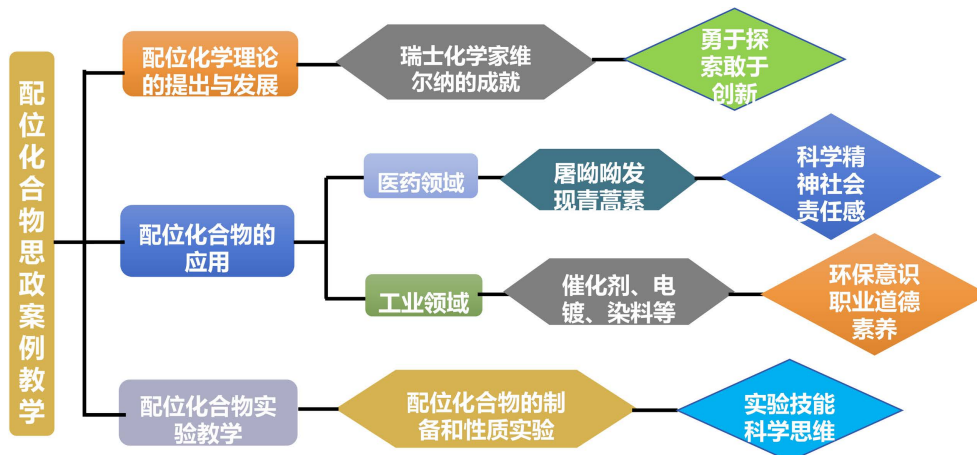 配位化合物思政案例教学
配位化学理论
的提出与发展
瑞士化学家维
尔纳的成就
勇于探
索敢于
创新
配位化合物的
应用
医药领域
屠呦呦发
现青蒿素
科学精
神社会
责任感
工业领域
催化剂、电
镀、染料等
环保意识
职业道德
素养
配位化合物实
验教学
配位化合物的制
备和性质实验
实验技能
科学思维